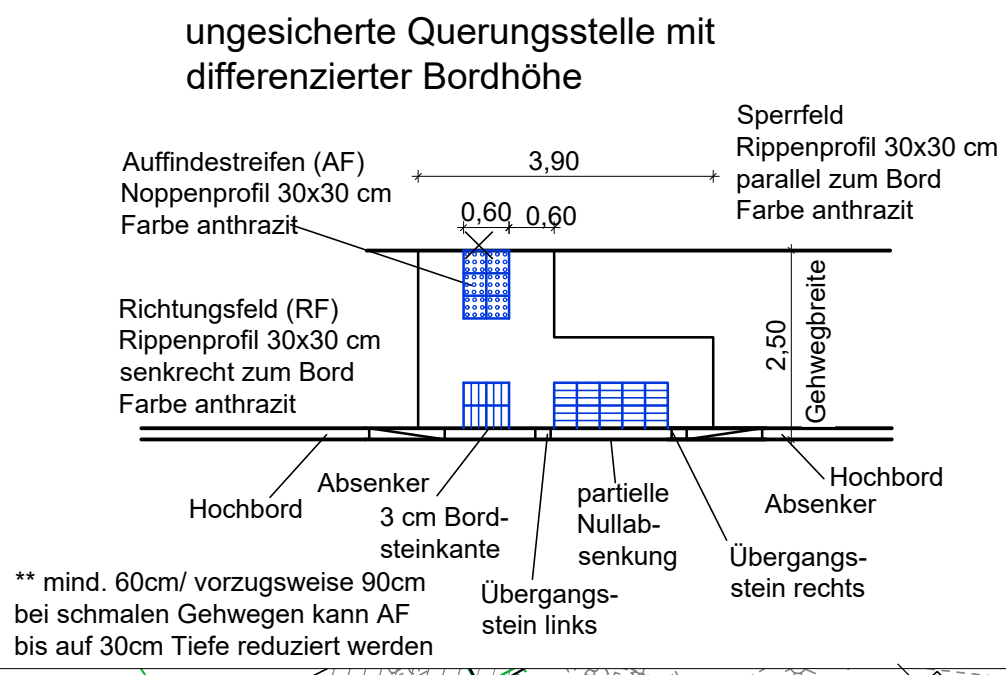 ungesicherte Querungsstelle mit
differenzierter Bordhöhe
Auffindestreifen (AF)
Noppenprofil 30x30 cm
Farbe anthrazit
3,90
0,60
0,60
Sperrfeld
Rippenprofil 30x30 cm
parallel zum Bord
Farbe anthrazit
Richtungsfeld (RF)
Rippenprofil 30x30 cm
senkrecht zum Bord
Farbe anthrazit
2,50
Gehwegbreite
Hochbord
Absenker
3 cm Bord-
steinkante
Übergangs-
stein links
partielle
Nullab-
senkung
Übergangs-
stein rechts
Hochbord
Absenker
** mind. 60cm/ vorzugsweise 90cm
bei schmalen Gehwegen kann AF
bis auf 30cm Tiefe reduziert werden